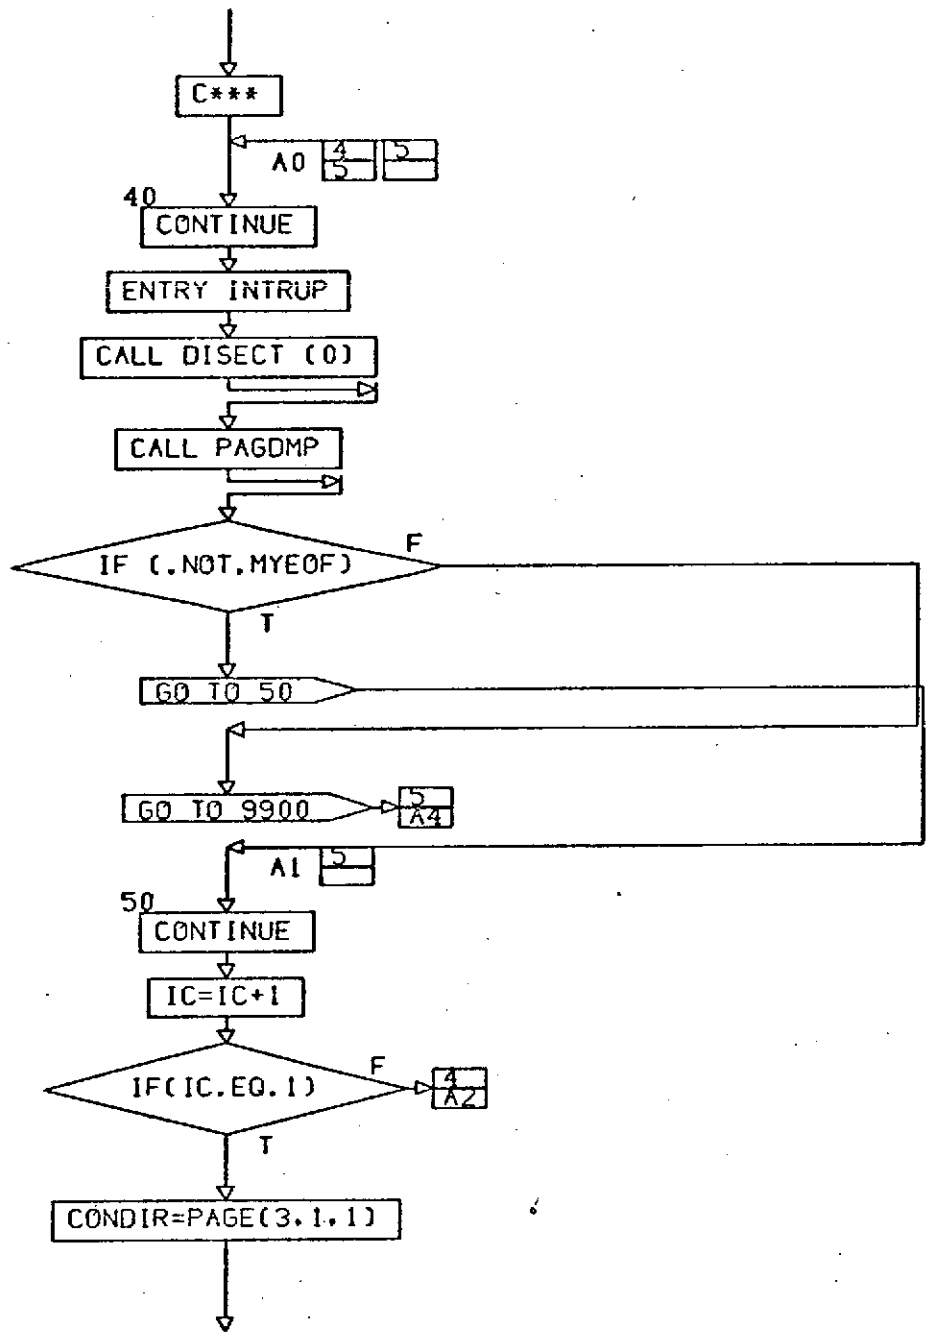 C***
A0 4 5
5
40
CONTINUE
ENTRY INTRUP
CALL DISECT (0)
CALL PAGDMP
IF (.NOT.MYEOF) F
T
GO TO 50
GO TO 9900 5
A4
A1 5
50
CONTINUE
IC=IC+1
IF(IC.EQ.1) F 4
A2
T
CONDIR=PAGE(3,1,1)